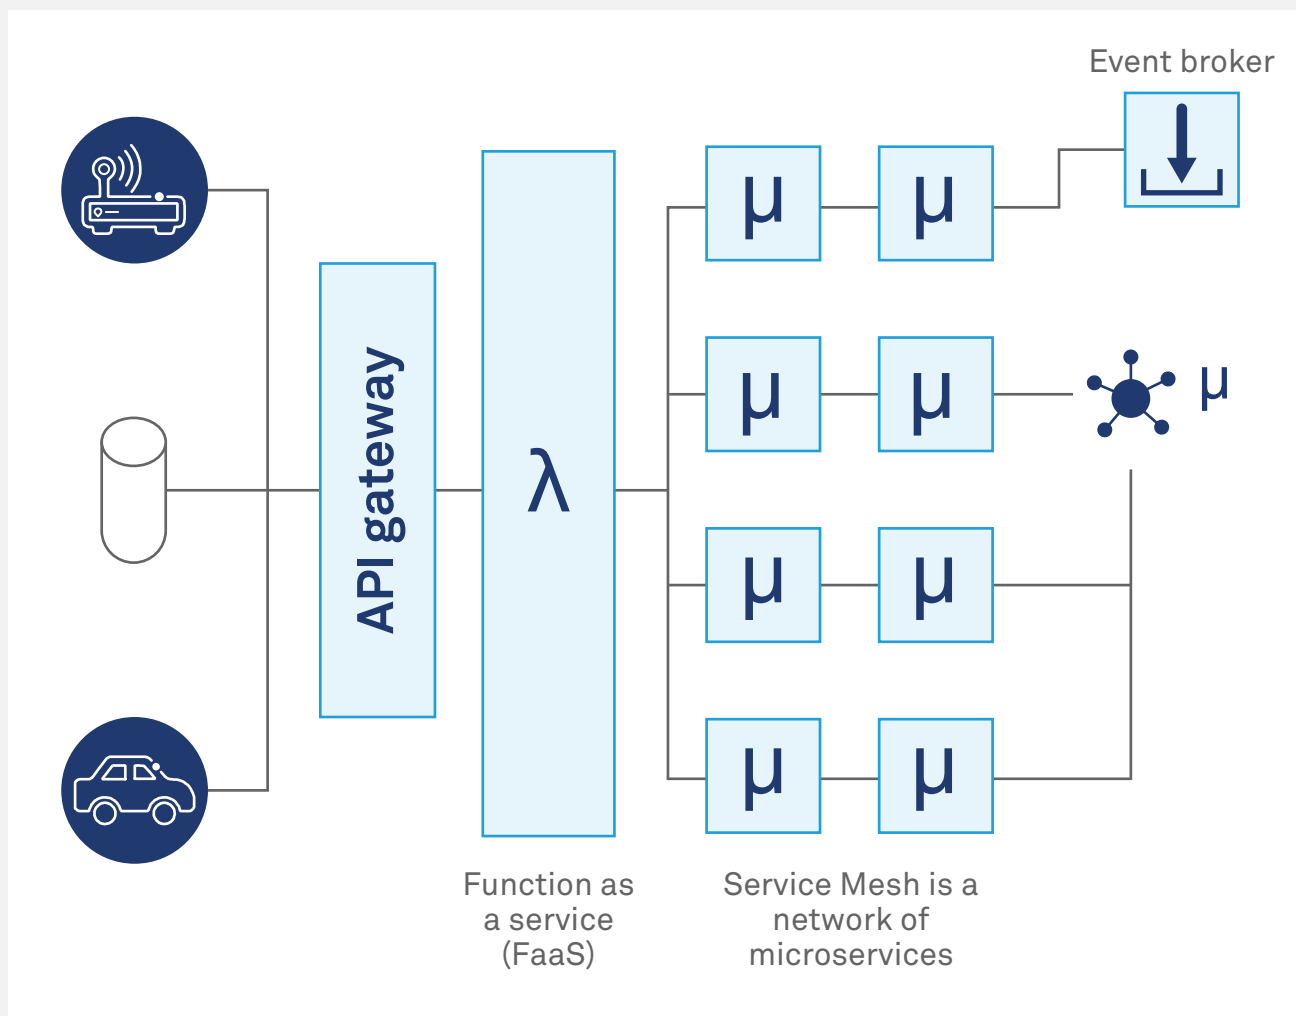 Event broker
μ μ
μ μ μ
API gateway
λ
μ μ
μ μ
Function as
a service
(FaaS)
Service Mesh is a
network of
microservices